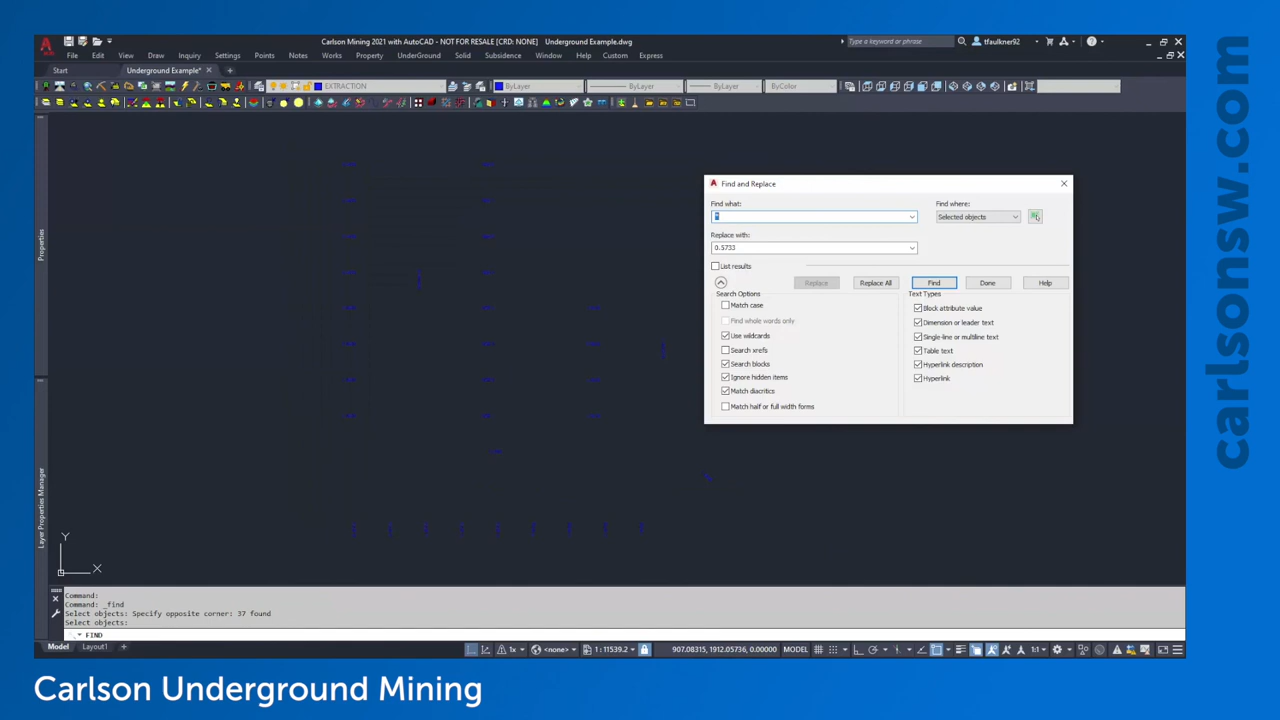 Carlson Mining 2021 with AutoCAD - NOT FOR RESALE [CRD: NONE] Underground Example.dwg
Type a keyword or phrase
tfaulkner92
File Edit View Draw Inquiry Settings Points Notes Works Properties UnderGround Solids Subsidence Window Custom Express
Start Underground Example*
EXTRACTION
ByLayer
ByLayer
ByLayer
ByColor
Properties
Layer Properties Manager
Find and Replace
Find what:
*
Find where:
Selected objects
Replace with:
0.5733
List results
Replace Replace All Find Done Help
Search Options
Match case
Find whole words only
Use wildcards
Search xrefs
Search blocks
Ignore hidden items
Match diacritics
Match half or full width forms
Text Types
Block attribute value
Dimension or leader text
Single-line or multiline text
Table text
Hyperlink description
Hyperlink
Y
X
Command:
Command: _find
Select objects: Specify opposite corner: 37 found
Select objects:
FIND
Model Layout1
1x <none> 1 : 11539.2 907.08315, 1912.05736, 0.00000 MODEL 1:1
Carlson Underground Mining
carlsonsw.com